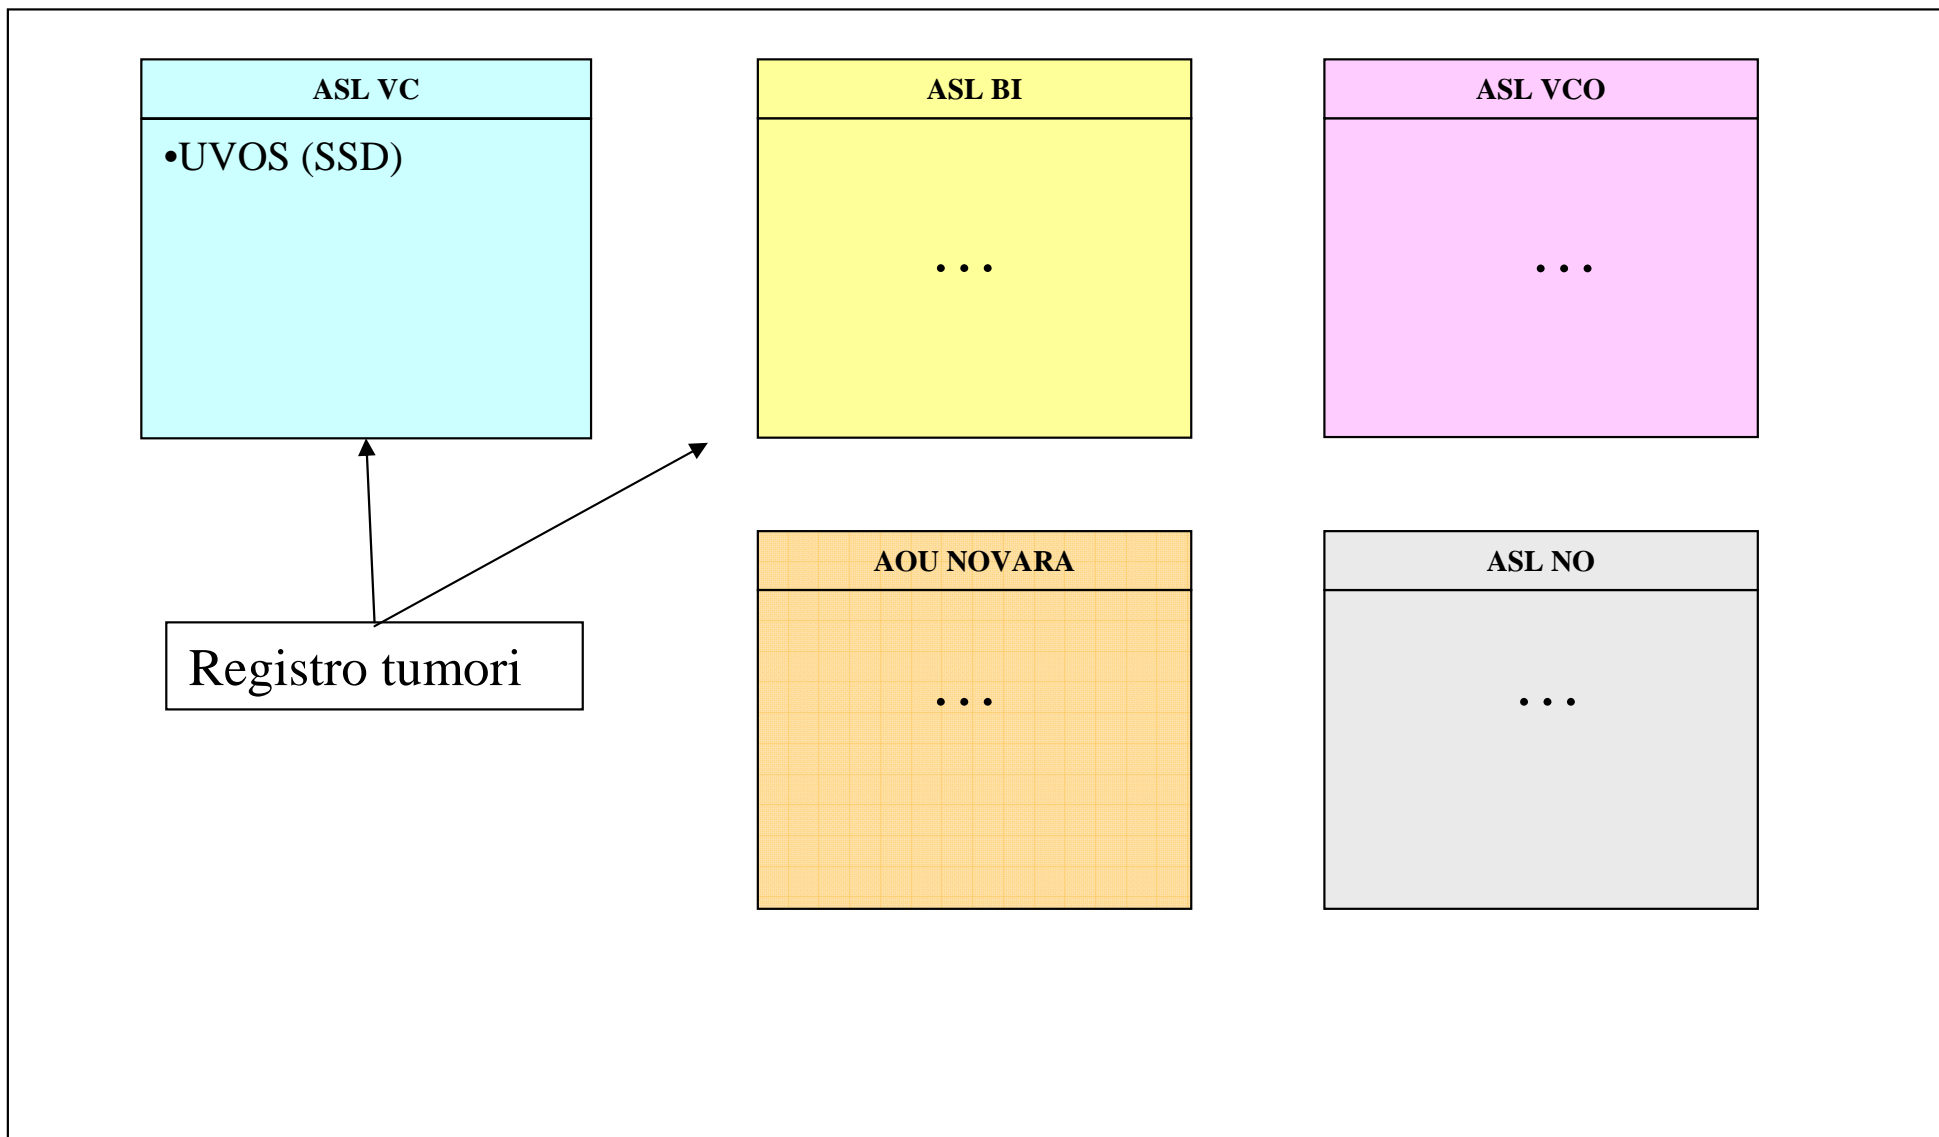 ASL VC
•UVOS (SSD)
ASL BI
...
ASL VCO
...
Registro tumori
AOU NOVARA
...
ASL NO
...